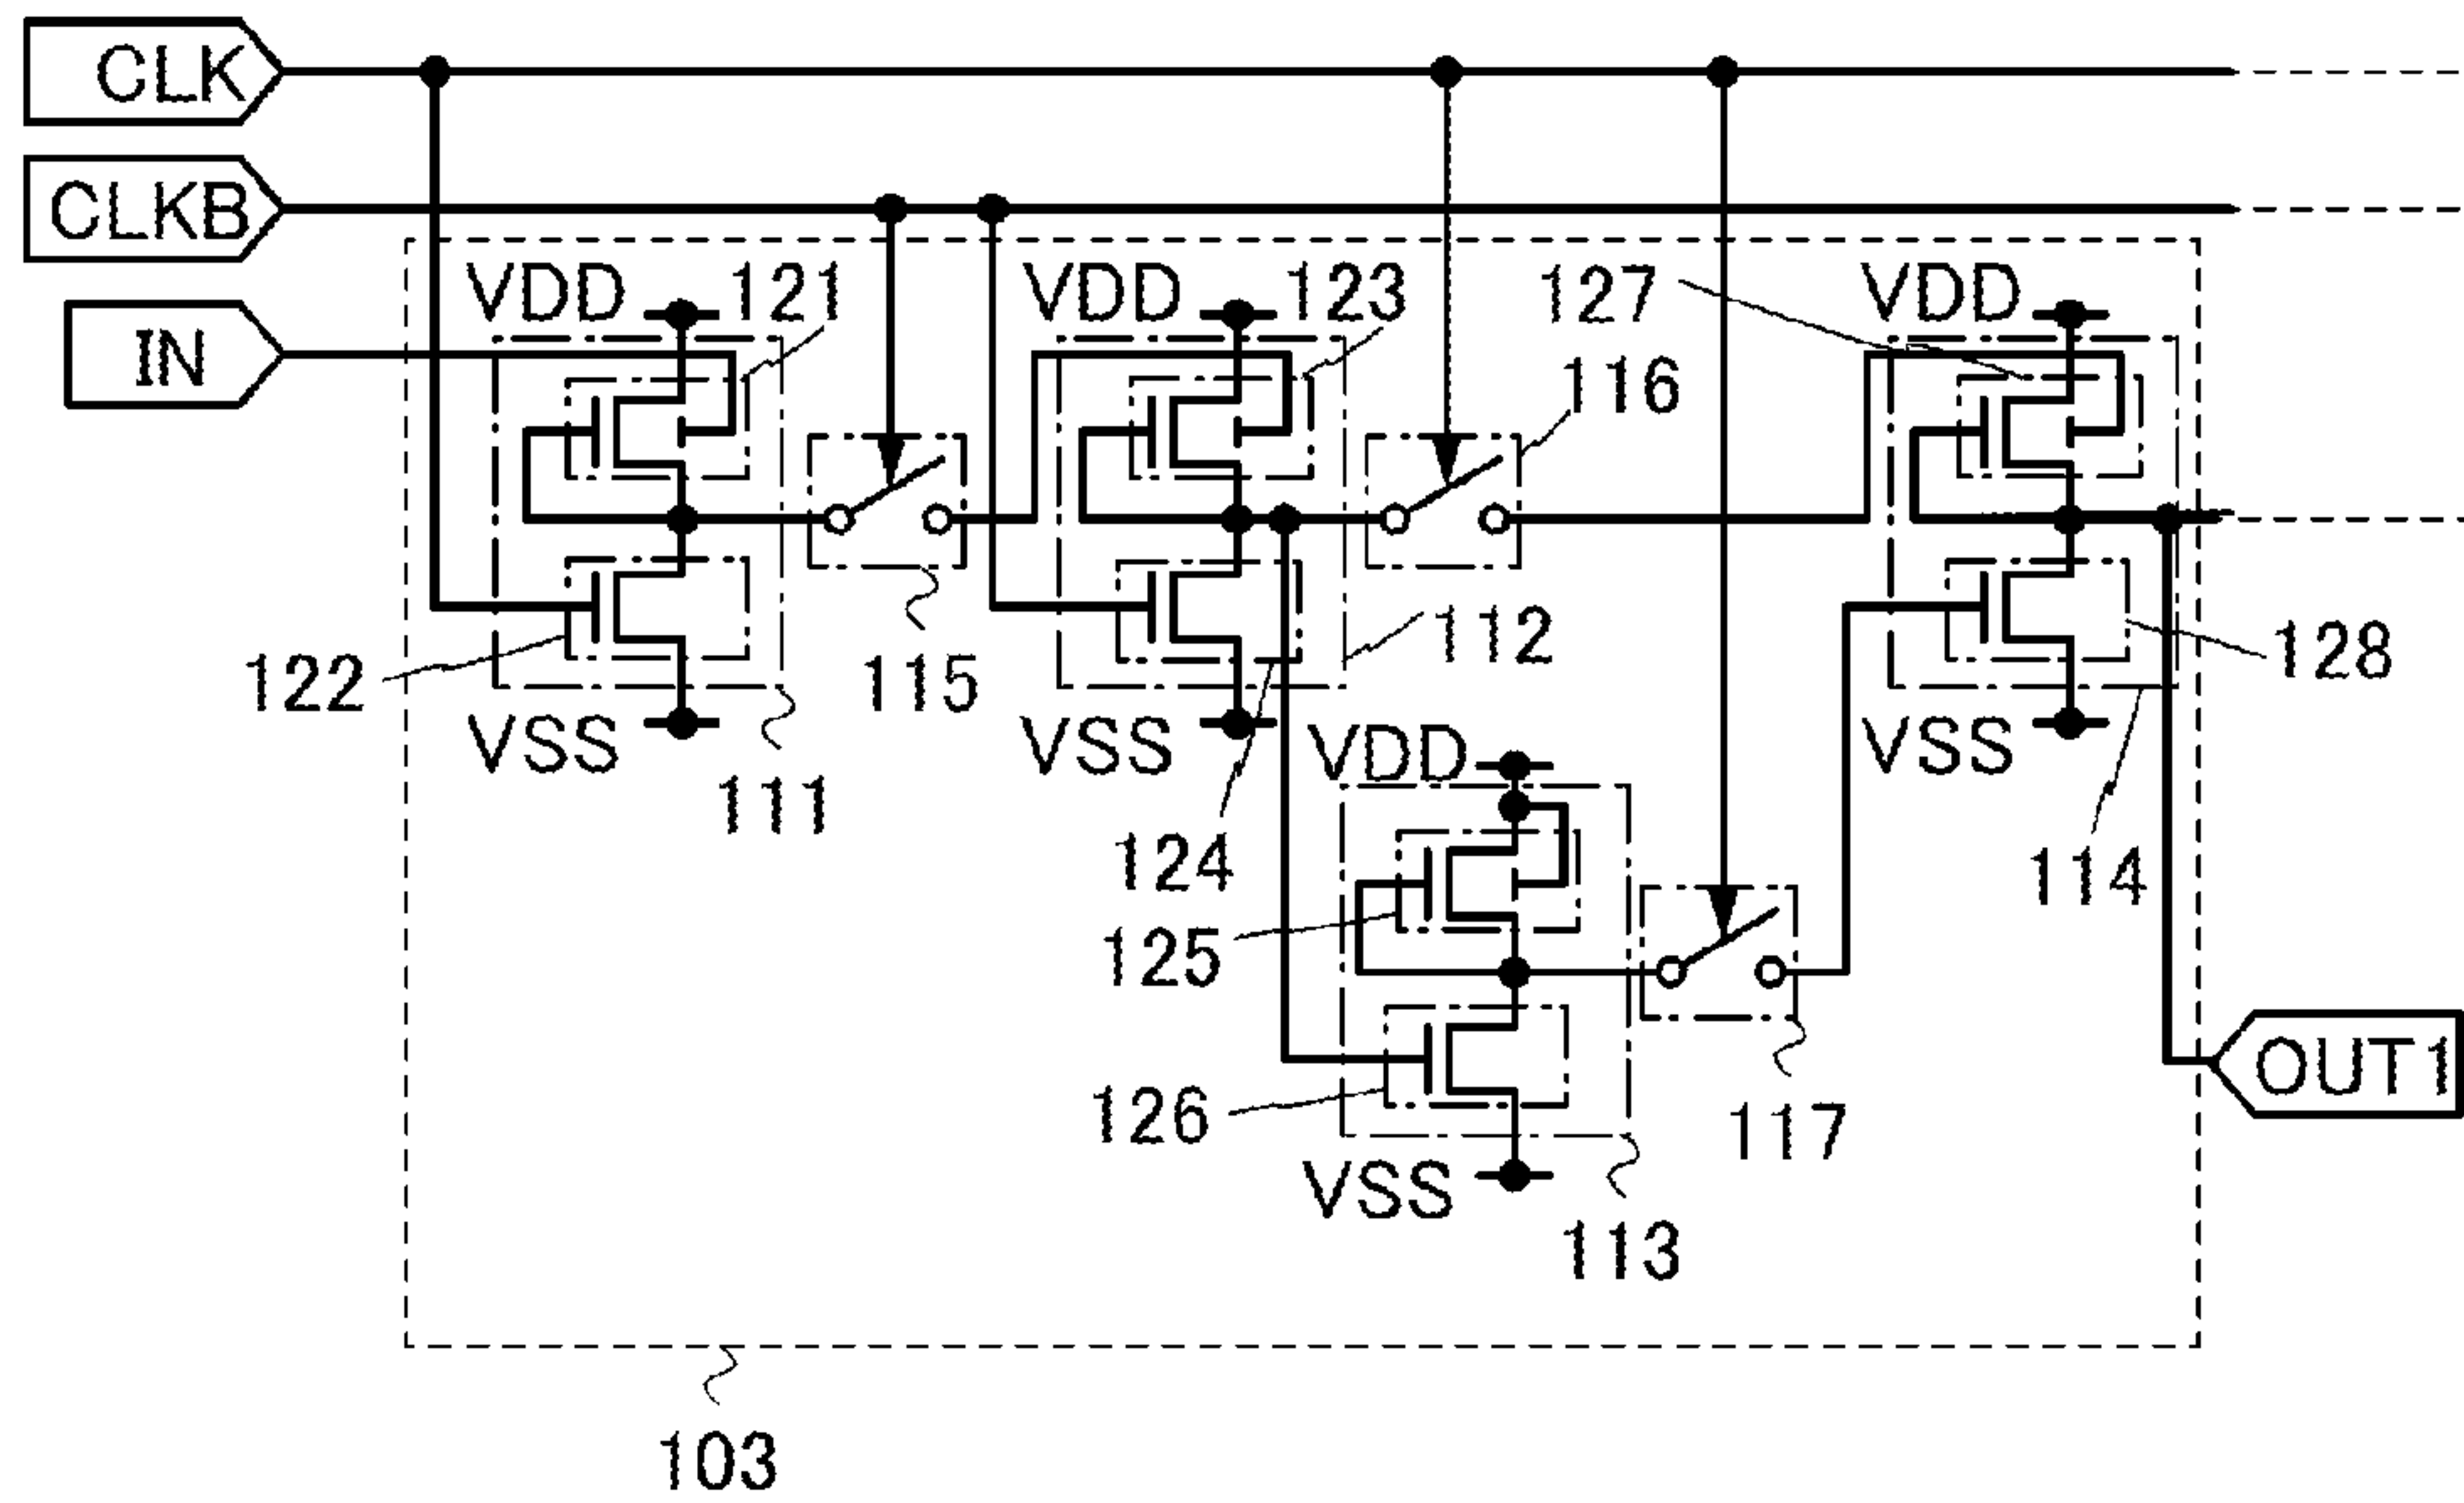 CLK
CLKB
IN
VDD 121 VDD 123 127 VDD
116
122 115 112 128
VSS VSS VDD VSS
111 124 114
125
126 117
VSS 113
OUT1
103